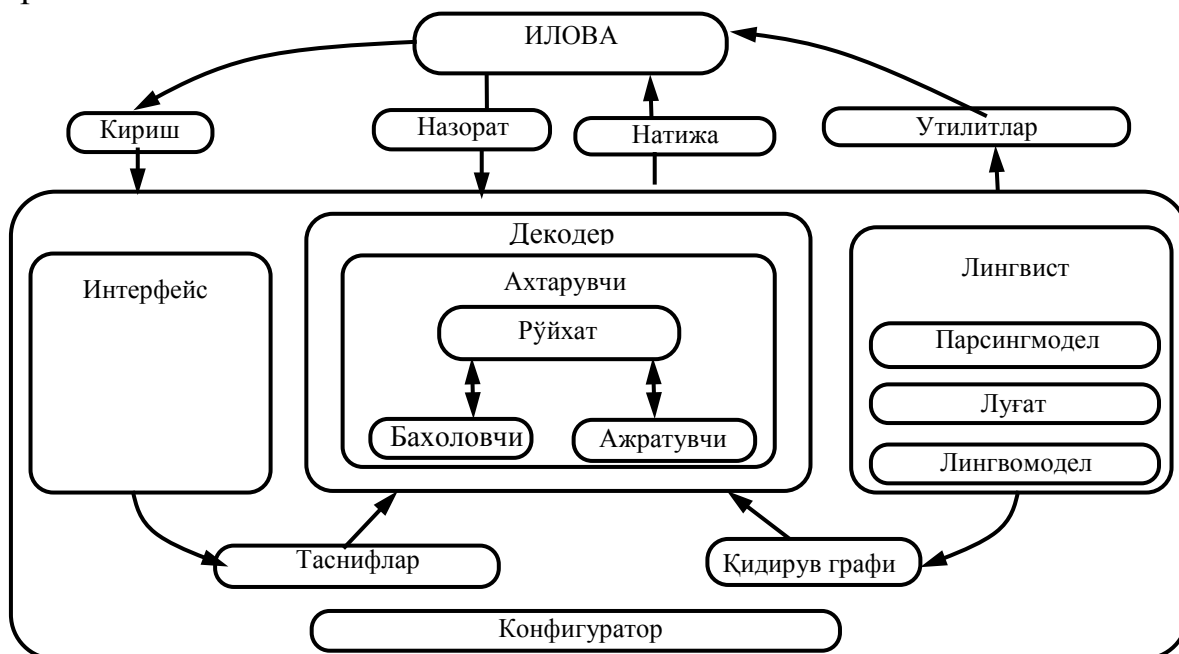 ИЛОВА
Кириш
Назорат
Натижа
Утилитлар
Декодер
Интерфейс
Ахтарувчи
Лингвист
Рўйхат
Парсингмодел
Луғат
Бахоловчи
Ажратувчи
Лингвомодел
Таснифлар
Қидирув графи
Конфигуратор